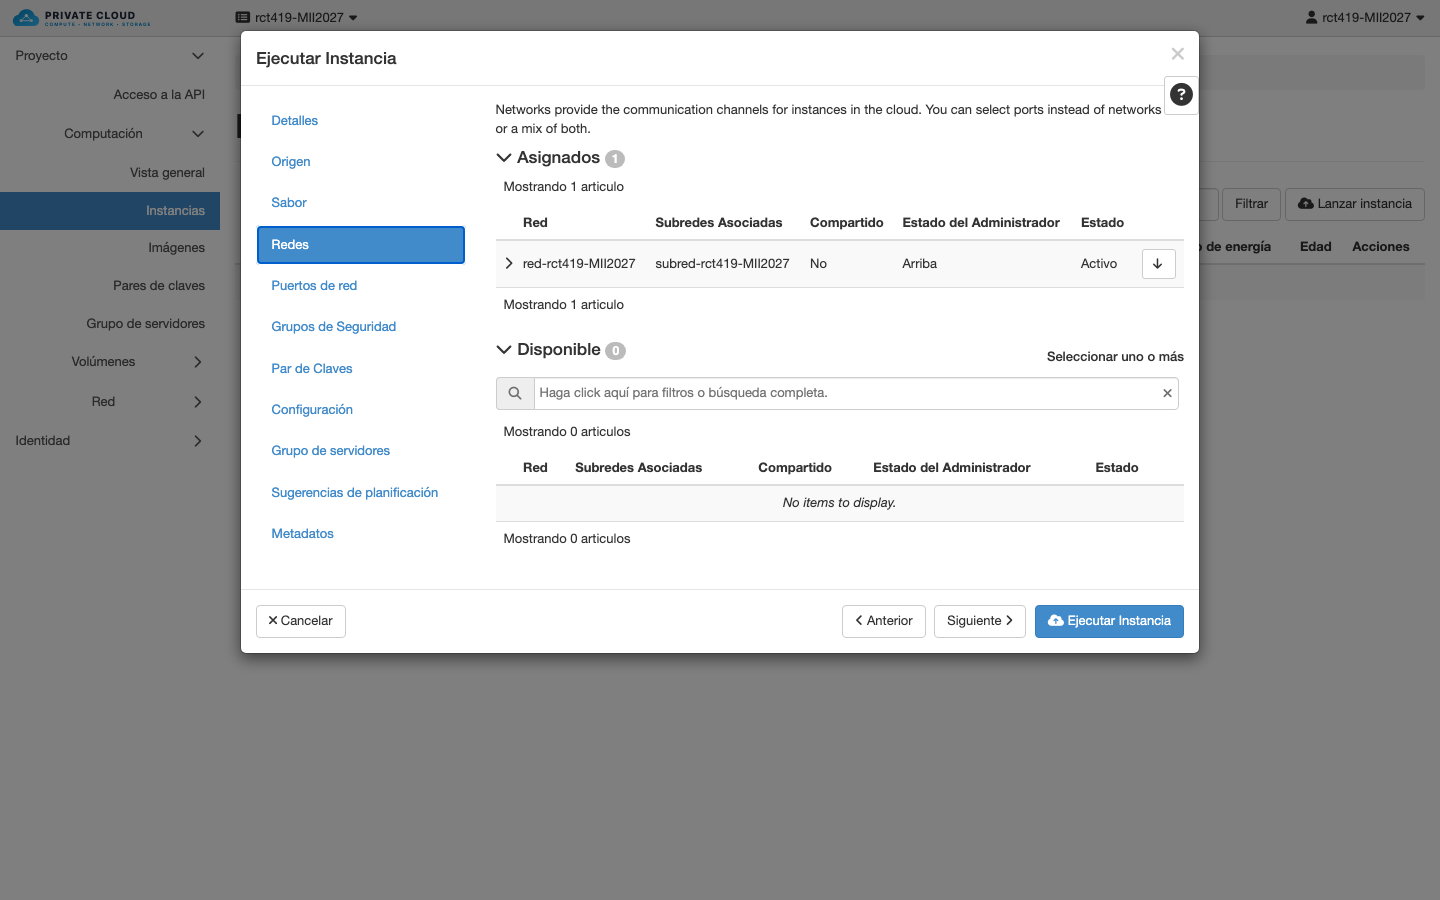 PRIVATE CLOUD
COMPUTE • NETWORK • STORAGE
rct419-MII2027
rct419-MII2027
Proyecto
Acceso a la API
Computación
Vista general
Instancias
Imágenes
Pares de claves
Grupo de servidores
Volúmenes
Red
Identidad
Filtrar
Lanzar instancia
de energía
Edad
Acciones
Ejecutar Instancia
×
?
Detalles
Origen
Sabor
Redes
Puertos de red
Grupos de Seguridad
Par de Claves
Configuración
Grupo de servidores
Sugerencias de planificación
Metadatos
Networks provide the communication channels for instances in the cloud. You can select ports instead of networks
or a mix of both.
Asignados 1
Mostrando 1 articulo
Red Subredes Asociadas Compartido Estado del Administrador Estado
red-rct419-MII2027 subred-rct419-MII2027 No Arriba Activo
Mostrando 1 articulo
Disponible 0
Seleccionar uno o más
Haga click aquí para filtros o búsqueda completa.
Mostrando 0 articulos
Red Subredes Asociadas Compartido Estado del Administrador Estado
No items to display.
Mostrando 0 articulos
Cancelar
Anterior
Siguiente
Ejecutar Instancia